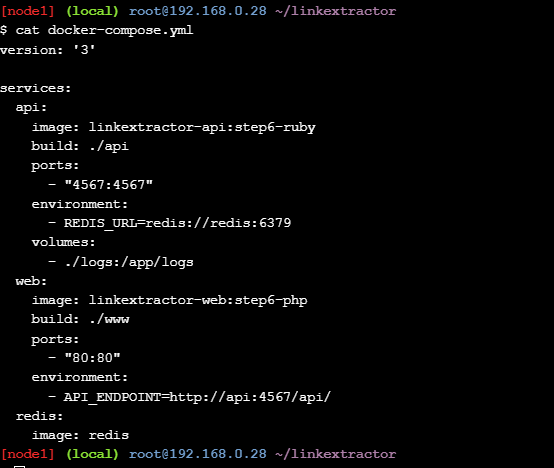 [node1] (local) root@192.168.0.28 ~/linkextractor
$ cat docker-compose.yml
version: '3'

services:
  api:
    image: linkextractor-api:step6-ruby
    build: ./api
    ports:
      - "4567:4567"
    environment:
      - REDIS_URL=redis://redis:6379
    volumes:
      - ./logs:/app/logs
  web:
    image: linkextractor-web:step6-php
    build: ./www
    ports:
      - "80:80"
    environment:
      - API_ENDPOINT=http://api:4567/api/
  redis:
    image: redis
[node1] (local) root@192.168.0.28 ~/linkextractor